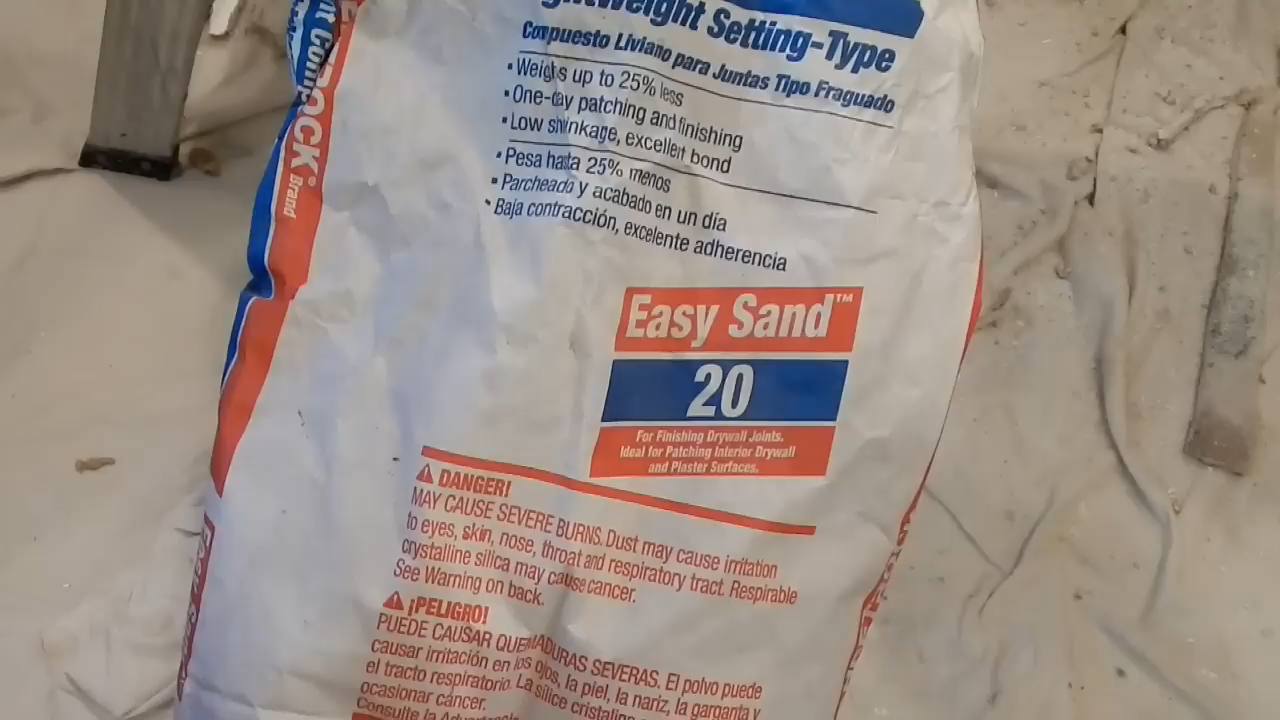 Setting-Type
Compuesto Liviano para Juntas Tipo Fraguado
• Weighs up to 25% less
• One-day patching and finishing
• Low shrinkage, excellent bond
• Pesa hasta 25% menos
• Parcheado y acabado en un día
• Baja contracción, excelente adherencia
Easy Sand™
20
For Finishing Drywall Joints.
Ideal for Patching Interior Drywall
and Plaster Surfaces.
DANGER!
MAY CAUSE SEVERE BURNS. Dust may cause irritation
to eyes, skin, nose, throat and respiratory tract. Respirable
crystalline silica may cause cancer.
See Warning on back.
¡PELIGRO!
PUEDE CAUSAR QUEMADURAS SEVERAS. El polvo puede
causar irritación en los ojos, la piel, la nariz, la garganta y
el tracto respiratorio. La sílice cristalina
ocasionar cáncer.
Consulte la
Brand